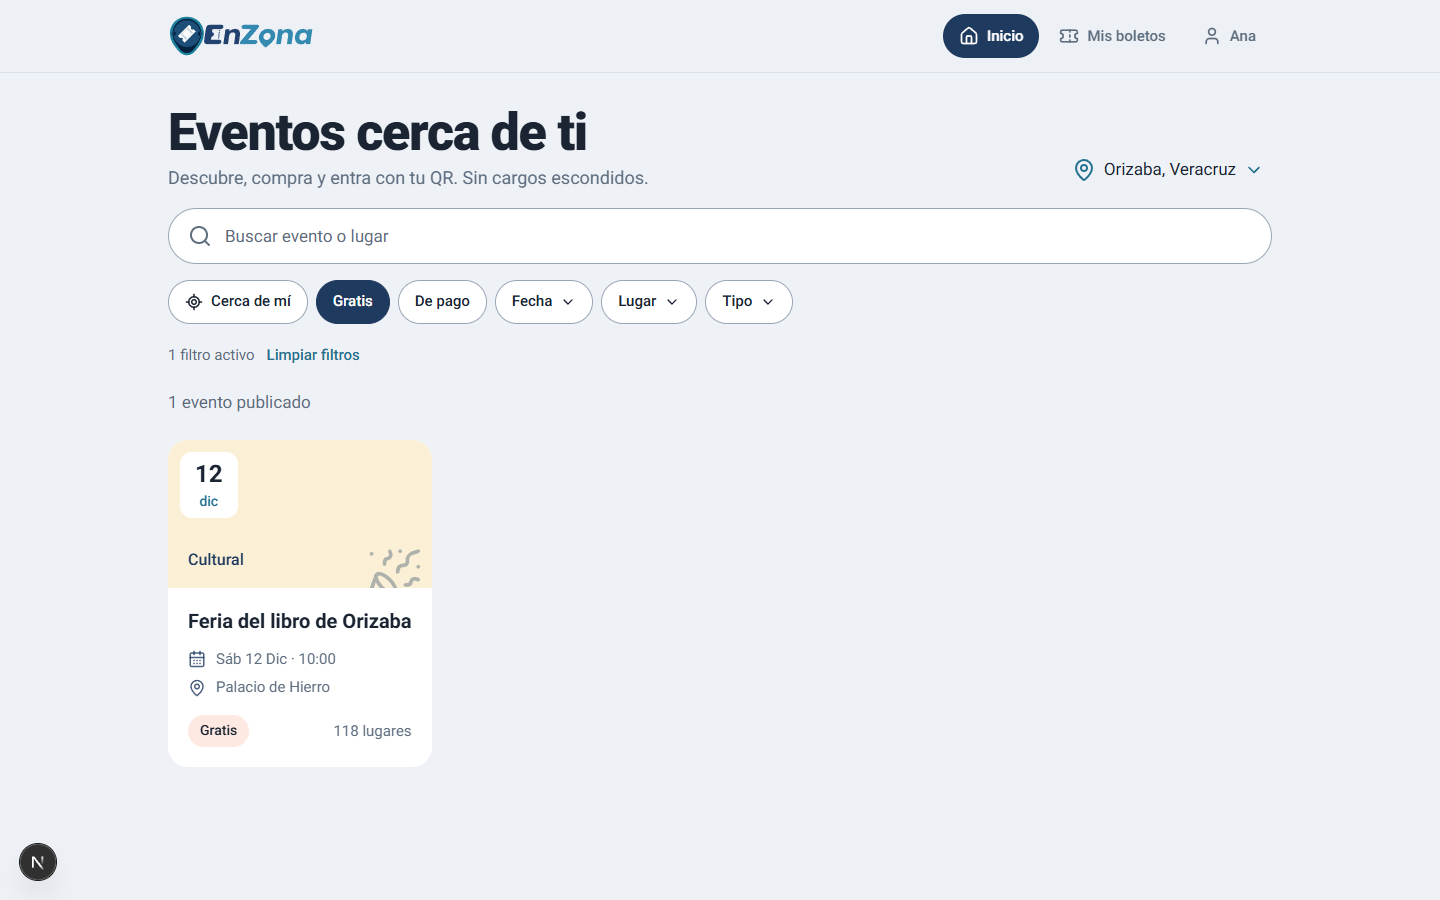 EnZona
Inicio
Mis boletos
Ana
Eventos cerca de ti
Descubre, compra y entra con tu QR. Sin cargos escondidos.
Orizaba, Veracruz
Buscar evento o lugar
Cerca de mí
Gratis
De pago
Fecha
Lugar
Tipo
1 filtro activo
Limpiar filtros
1 evento publicado
12
dic
Cultural
Feria del libro de Orizaba
Sáb 12 Dic · 10:00
Palacio de Hierro
Gratis
118 lugares
N